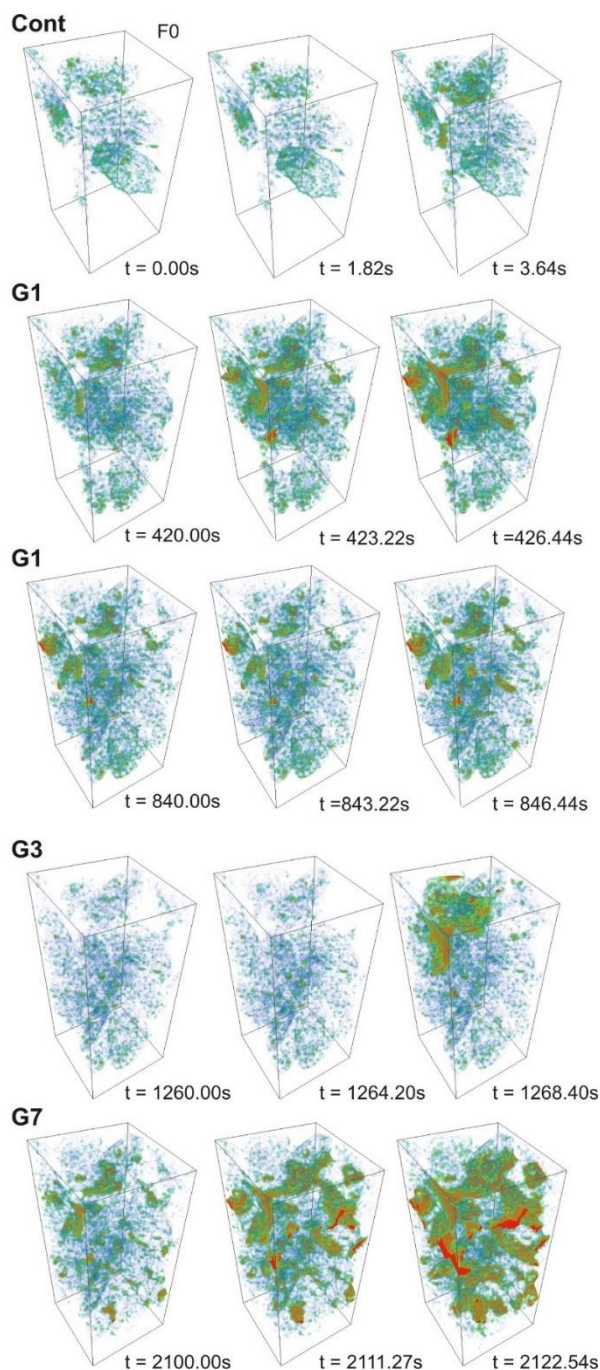 Cont
F0
t = 0.00s
t = 1.82s
t = 3.64s
G1
t = 420.00s
t = 423.22s
t =426.44s
G1
t = 840.00s
t =843.22s
t = 846.44s
G3
t = 1260.00s
t = 1264.20s
t = 1268.40s
G7
t = 2100.00s
t = 2111.27s
t = 2122.54s